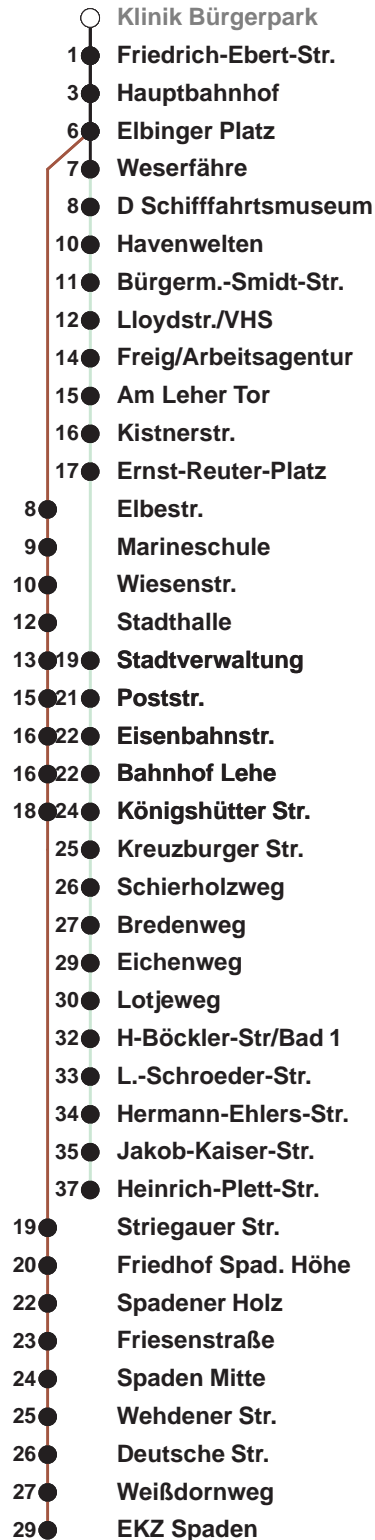 Klinik Bürgerpark
1 Friedrich-Ebert-Str.
3 Hauptbahnhof
6 Elbinger Platz
7 Weserfähre
8 D Schifffahrtsmuseum
10 Havenwelten
11 Bürgerm.-Smidt-Str.
12 Lloydstr./VHS
14 Freig/Arbeitsagentur
15 Am Leher Tor
16 Kistnerstr.
17 Ernst-Reuter-Platz
8 Elbestr.
9 Marineschule
10 Wiesenstr.
12 Stadthalle
13 19 Stadtverwaltung
15 21 Poststr.
16 22 Eisenbahnstr.
16 22 Bahnhof Lehe
18 24 Königshütter Str.
25 Kreuzburger Str.
26 Schierholzweg
27 Bredenweg
29 Eichenweg
30 Lotjeweg
32 H-Böckler-Str/Bad 1
33 L.-Schroeder-Str.
34 Hermann-Ehlers-Str.
35 Jakob-Kaiser-Str.
37 Heinrich-Plett-Str.
19 Striegauer Str.
20 Friedhof Spad. Höhe
22 Spadener Holz
23 Friesenstraße
24 Spaden Mitte
25 Wehdener Str.
26 Deutsche Str.
27 Weißdornweg
29 EKZ Spaden